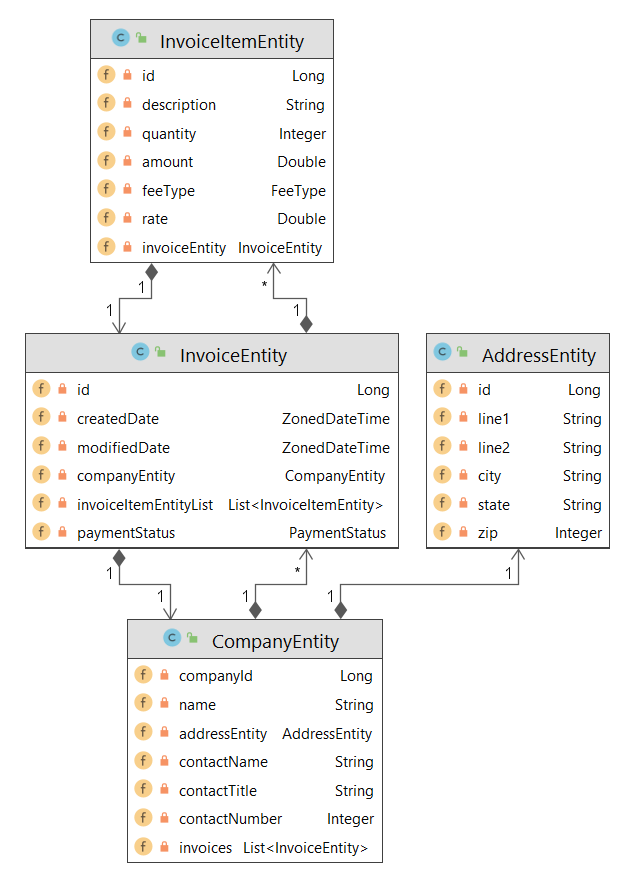 C InvoiceItemEntity
f id Long
f description String
f quantity Integer
f amount Double
f feeType FeeType
f rate Double
f invoiceEntity InvoiceEntity
1 *
1 1
C InvoiceEntity
f id Long
f createdDate ZonedDateTime
f modifiedDate ZonedDateTime
f companyEntity CompanyEntity
f invoiceItemEntityList List<InvoiceItemEntity>
f paymentStatus PaymentStatus
C AddressEntity
f id Long
f line1 String
f line2 String
f city String
f state String
f zip Integer
1 * 1
1 1 1
C CompanyEntity
f companyId Long
f name String
f addressEntity AddressEntity
f contactName String
f contactTitle String
f contactNumber Integer
f invoices List<InvoiceEntity>